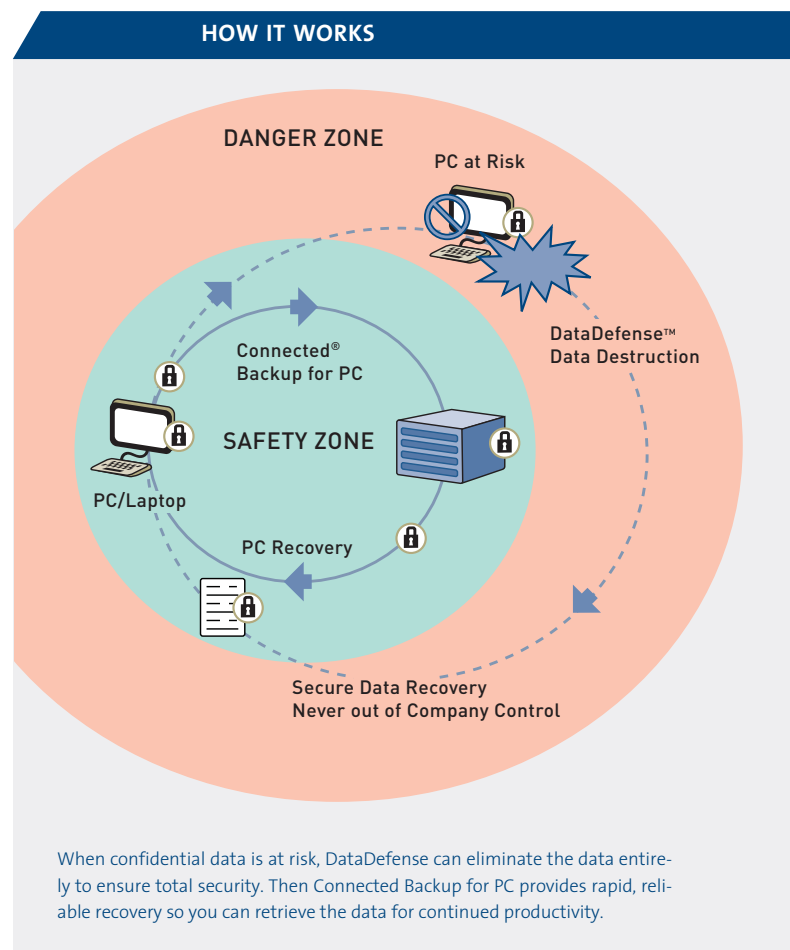 HOW IT WORKS
DANGER ZONE
PC at Risk
DataDefense™
Data Destruction
Connected®
Backup for PC
SAFETY ZONE
PC/Laptop
PC Recovery
Secure Data Recovery
Never out of Company Control
When confidential data is at risk, DataDefense can eliminate the data entire-
ly to ensure total security. Then Connected Backup for PC provides rapid, reli-
able recovery so you can retrieve the data for continued productivity.